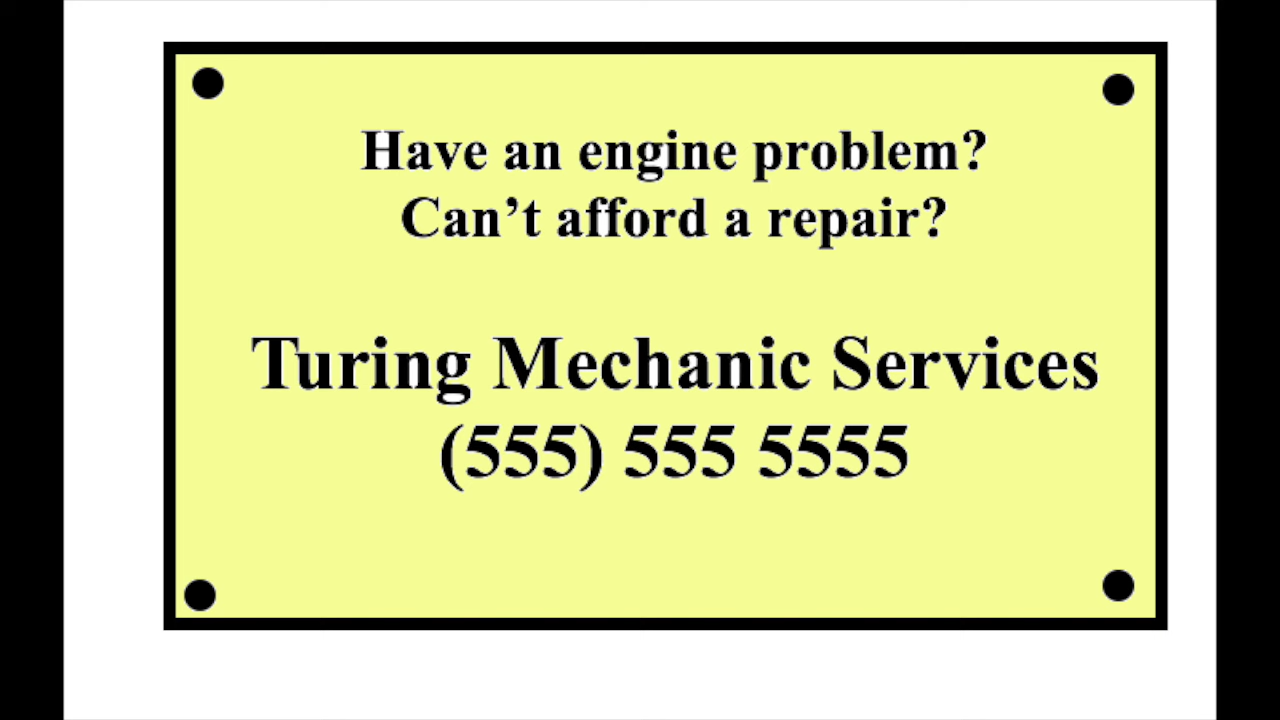 Have an engine problem?
Can’t afford a repair?
Turing Mechanic Services
(555) 555 5555